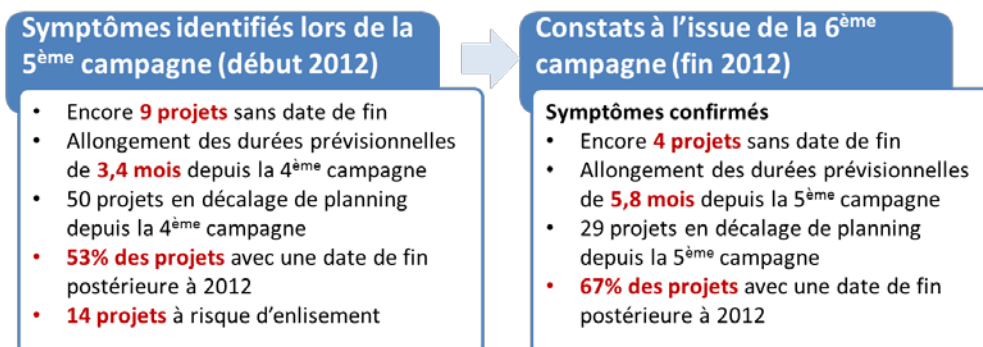 Symptômes identifiés lors de la
5ème campagne (début 2012)
• Encore 9 projets sans date de fin
• Allongement des durées prévisionnelles
de 3,4 mois depuis la 4ème campagne
• 50 projets en décalage de planning
depuis la 4ème campagne
• 53% des projets avec une date de fin
postérieure à 2012
• 14 projets à risque d’enlisement
Constats à l’issue de la 6ème
campagne (fin 2012)
Symptômes confirmés
• Encore 4 projets sans date de fin
• Allongement des durées prévisionnelles
de 5,8 mois depuis la 5ème campagne
• 29 projets en décalage de planning
depuis la 5ème campagne
• 67% des projets avec une date de fin
postérieure à 2012